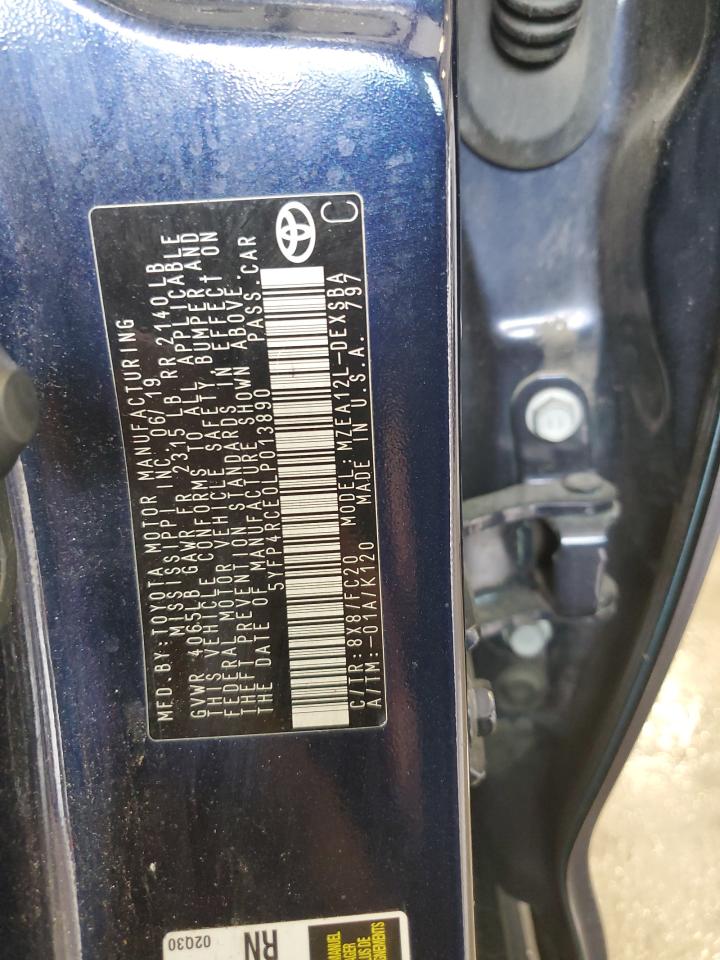 MFD.BY: TOYOTA MOTOR MANUFACTURING
MISSISSIPPI INC. 06/19
GVWR 4065LB GAWR FR 2315LB RR 2140LB
THIS VEHICLE CONFORMS TO ALL APPLICABLE
FEDERAL MOTOR VEHICLE SAFETY BUMPER AND
THEFT PREVENTION STANDARDS IN EFFECT ON
THE DATE OF MANUFACTURE SHOWN ABOVE.
5YFP4RCE0LP013890 PASS.CAR
C/TR:8X8/FC20 MODEL:MZEA12L-DEXSBA
A/TM:-01A/K120 MADE IN U.S.A. 797
C
02Q30
RN
MANUEL